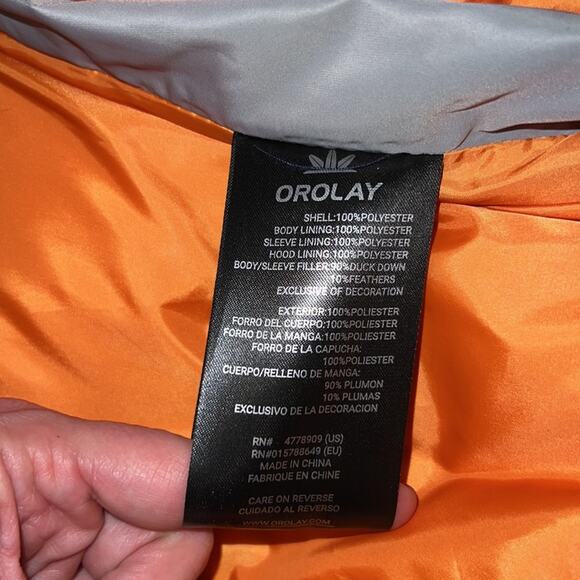 OROLAY
SHELL:100%POLYESTER
BODY LINING:100%POLYESTER
SLEEVE LINING:100%POLYESTER
HOOD LINING:100%POLYESTER
BODY/SLEEVE FILLER:90%DUCK DOWN
10%FEATHERS
EXCLUSIVE OF DECORATION
EXTERIOR:100%POLIESTER
FORRO DEL CUERPO:100%POLIESTER
FORRO DE LA MANGA:100%POLIESTER
FORRO DE LA CAPUCHA:
100%POLIESTER
CUERPO/RELLENO DE MANGA:
90% PLUMON
10% PLUMAS
EXCLUSIVO DE LA DECORACION
RN# 4778909 (US)
RN#015788649 (EU)
MADE IN CHINA
FABRIQUE EN CHINE
CARE ON REVERSE
CUIDADO AL REVERSO
WWW.OROLAY.COM